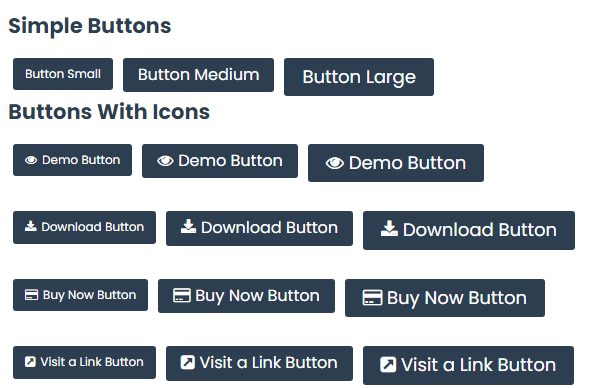 Simple Buttons
Button Small Button Medium Button Large
Buttons With Icons
Demo Button Demo Button Demo Button
Download Button Download Button Download Button
Buy Now Button Buy Now Button Buy Now Button
Visit a Link Button Visit a Link Button Visit a Link Button